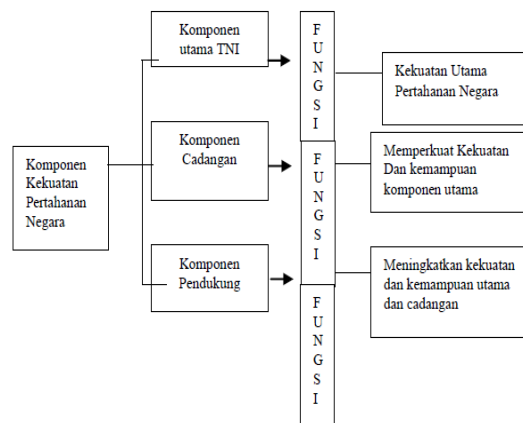 Komponen
utama TNI
F
U
N
G
S
I
Kekuatan Utama
Pertahanan Negara
Komponen
Kekuatan
Pertahanan
Negara
Komponen
Cadangan
F
U
N
G
S
I
Memperkuat Kekuatan
Dan kemampuan
komponen utama
Komponen
Pendukung
F
U
N
G
S
I
Meningkatkan kekuatan
dan kemampuan utama
dan cadangan